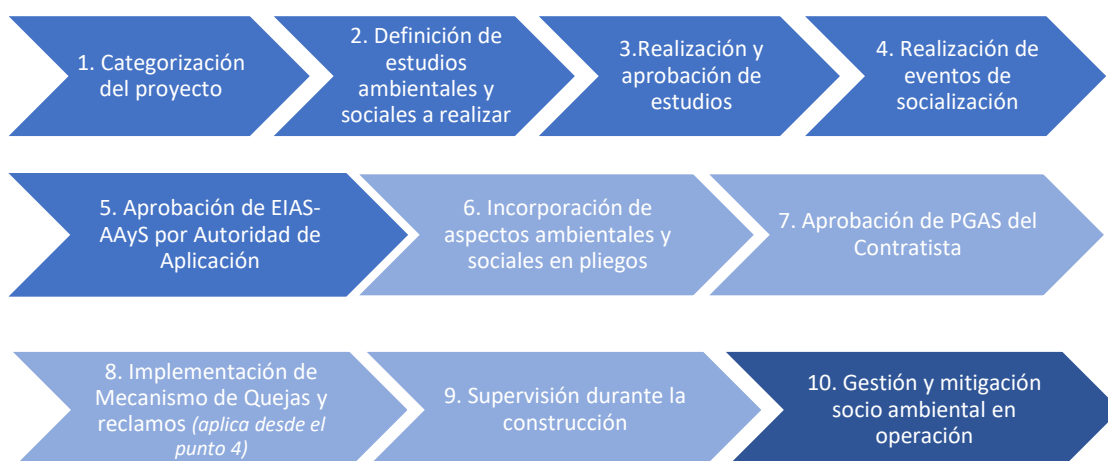 1. Categorización
del proyecto
2. Definición de
estudios
ambientales y
sociales a realizar
3.Realización y
aprobación de
estudios
4. Realización de
eventos de
socialización
5. Aprobación de EIAS-
AAyS por Autoridad de
Aplicación
6. Incorporación de
aspectos ambientales y
sociales en pliegos
7. Aprobación de PGAS del
Contratista
8. Implementación de
Mecanismo de Quejas y
reclamos (aplica desde el
punto 4)
9. Supervisión durante la
construcción
10. Gestión y mitigación
socio ambiental en
operación